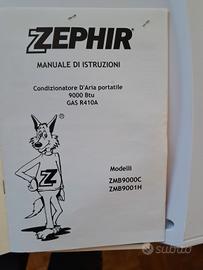 ZEPHIR®
MANUALE DI ISTRUZIONI
Condizionatore D'Aria portatile
9000 Btu
GAS R410A
®
Z
Modelli
ZMB9000C
ZMB9001H
subito